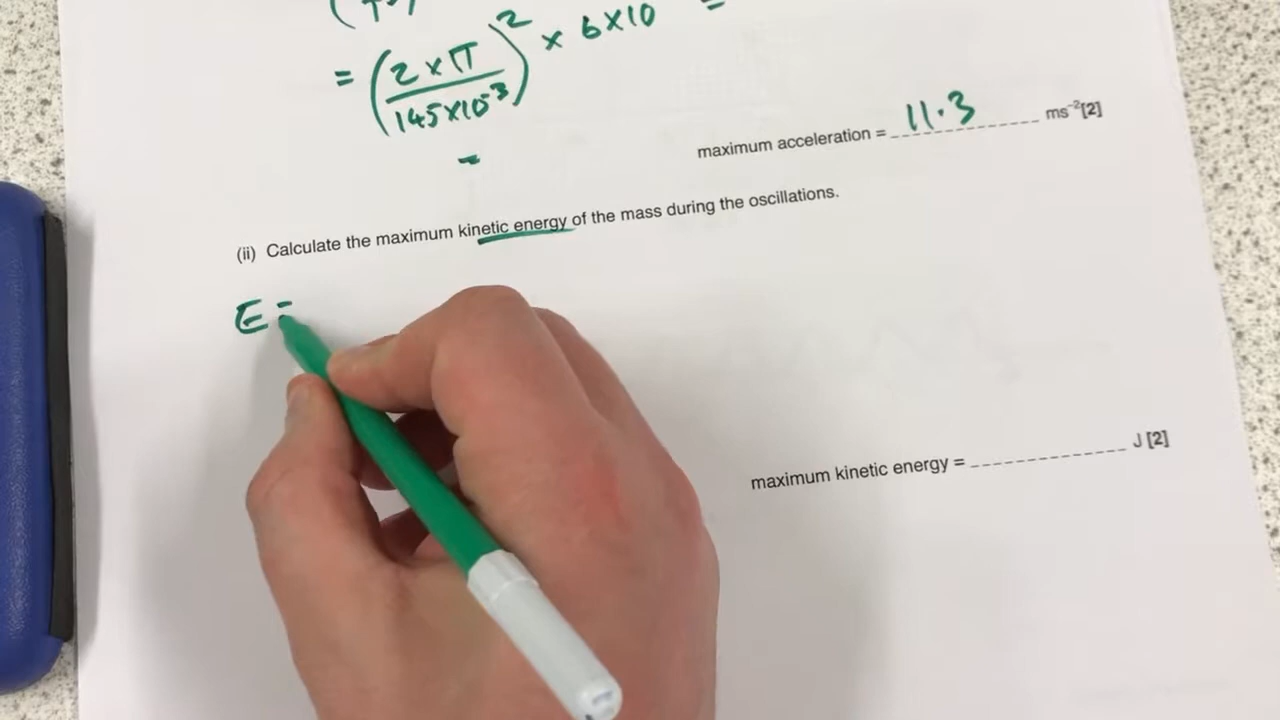 = (2 × π / 145×10⁻³)² × 6×10 =
maximum acceleration = 11.3 ms⁻²[2]
(ii) Calculate the maximum kinetic energy of the mass during the oscillations.
E =
maximum kinetic energy = J [2]